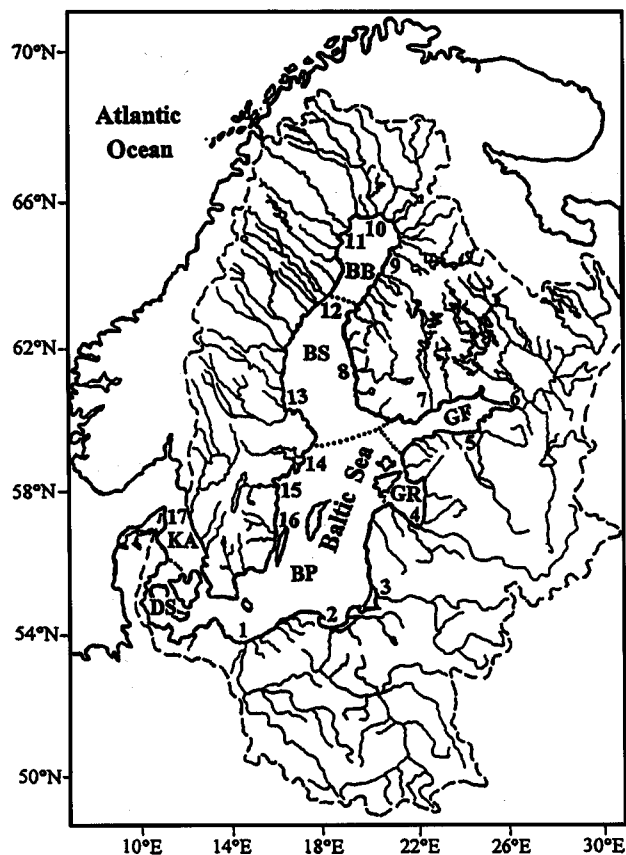 70°N
Atlantic
Ocean
66°N
10
11
9
BB
12
62°N
BS
8
13
7
6
GF
5
14
Baltic Sea
58°N
15
GR
17
16
4
KA
BP
3
DS
2
1
54°N
50°N
10°E
14°E
18°E
22°E
26°E
30°E